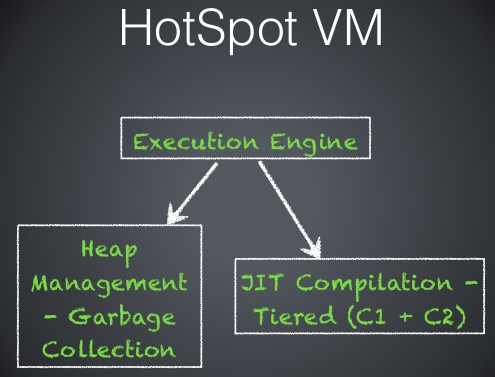 HotSpot VM
Execution Engine
Heap
Management
- Garbage
Collection
JIT Compilation -
Tiered (C1 + C2)